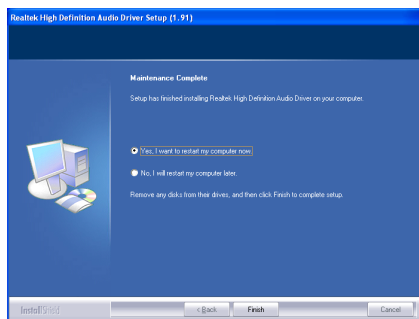 Realtek High Definition Audio Driver Setup (1.91)
Maintenance Complete
Setup has finished installing Realtek High Definition Audio Driver on your computer.
Yes, I want to restart my computer now.
No, I will restart my computer later.
Remove any disks from their drives, and then click Finish to complete setup.
InstallShield
< Back
Finish
Cancel